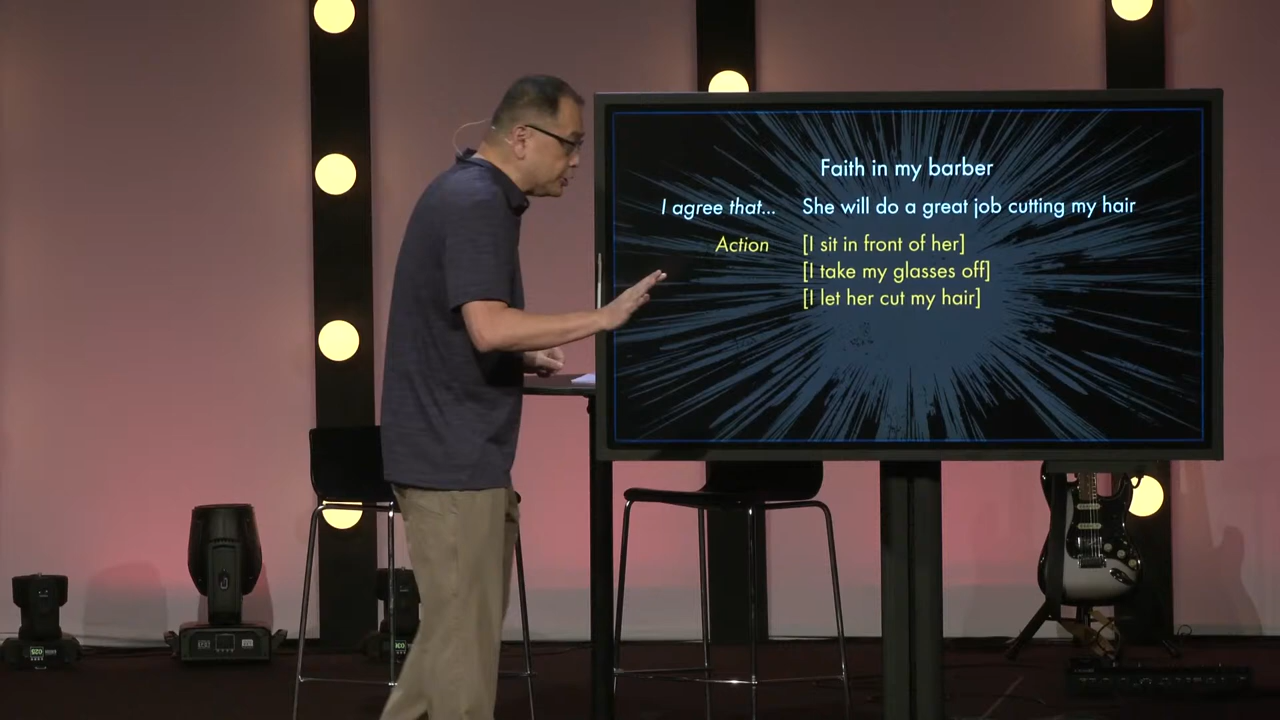 Faith in my barber
I agree that... She will do a great job cutting my hair
Action [I sit in front of her]
[I take my glasses off]
[I let her cut my hair]